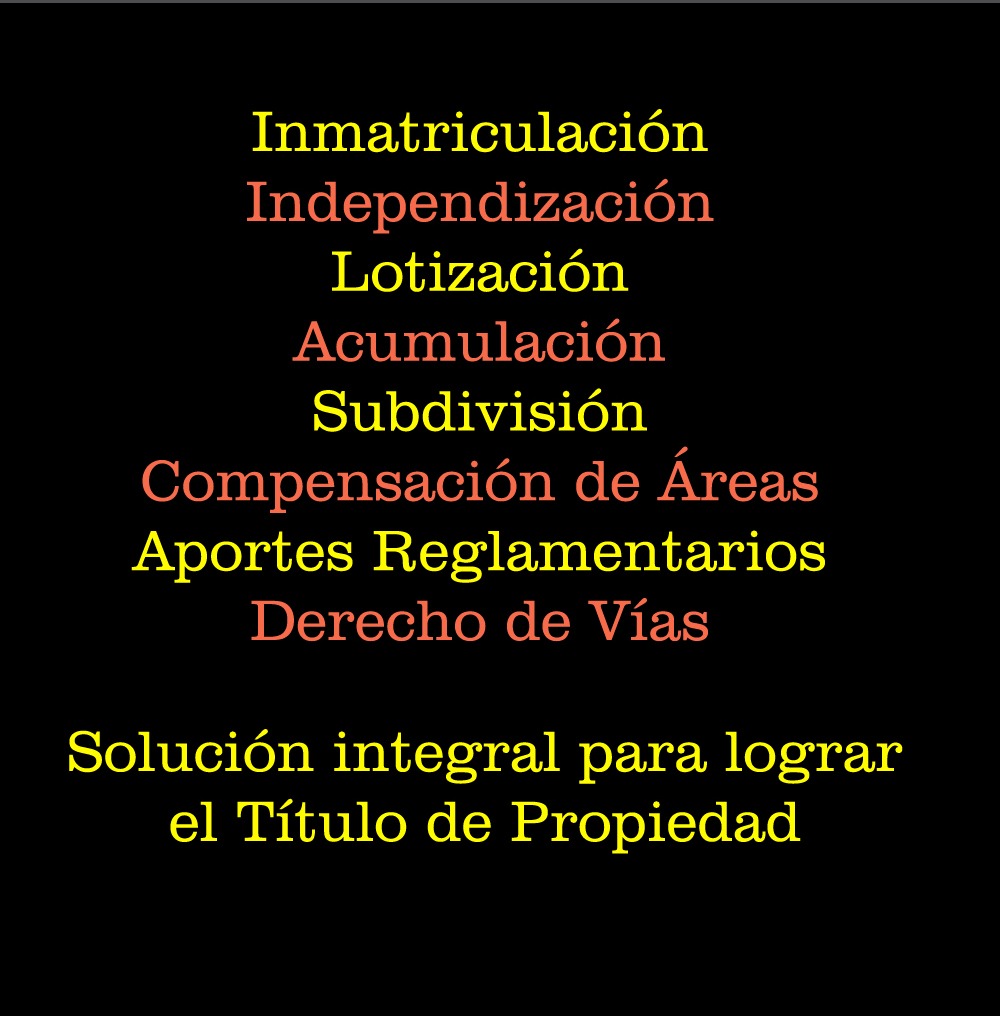 Inmatriculación
Independización
Lotización
Acumulación
Subdivisión
Compensación de Áreas
Aportes Reglamentarios
Derecho de Vías
Solución integral para lograr
el Título de Propiedad